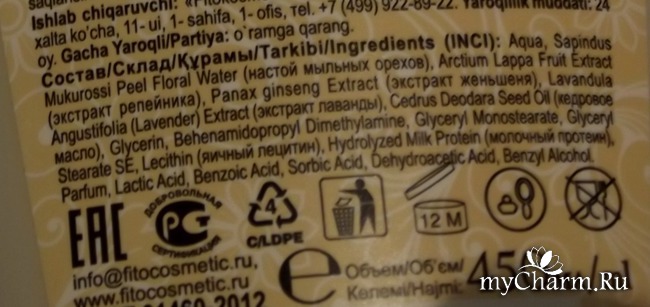 Ishlab chiqaruvchi: «Fitokosmetik
xalta ko'cha, 11- ui, 1- sahifa, 1- ofis, tel.: +7 (499) 922-89-22. Yaroqlilik muddati: 24
oy. Gacha Yaroqli/Partiya: o`ramga qarang.
Состав/Склад/Құрамы/Tarkibi/Ingredients (INCI): Aqua, Sapindus
Mukurossi Peel Floral Water (настой мыльных орехов), Arctium Lappa Fruit Extract
(экстракт репейника), Panax ginseng Extract (экстракт женьшеня), Lavandula
Angustifolia (Lavender) Extract (экстракт лаванды), Cedrus Deodara Seed Oil (кедровое
масло), Glycerin, Behenamidopropyl Dimethylamine, Glyceryl Monostearate, Glyceryl
Stearate SE, Lecithin (яичный лецитин), Hydrolyzed Milk Protein (молочный протеин),
Parfum, Lactic Acid, Benzoic Acid, Sorbic Acid, Dehydroacetic Acid, Benzyl Alcohol.
EAC
ДОБРОВОЛЬНАЯ
РСТ
СЕРТИФИКАЦИЯ
4
C/LDPE
12 M
info@fitocosmetic.ru,
www.fitocosmetic.ru
e
Объем/Об'єм/
Көлемі/Hajmi:
45
2012
myCharm.Ru